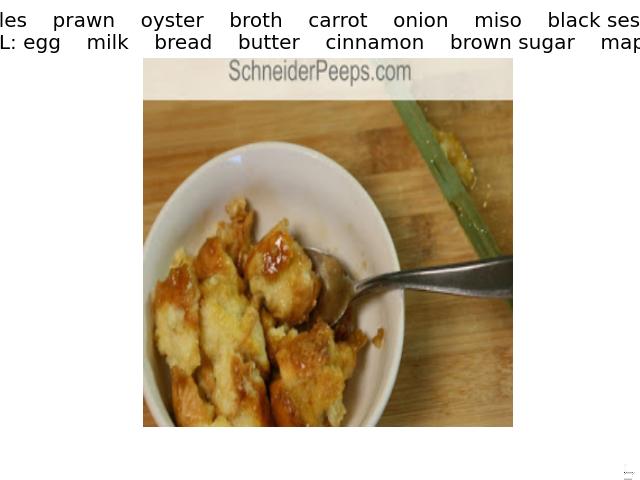 les prawn oyster broth carrot onion miso black ses
L: egg milk bread butter cinnamon brown sugar map
SchneiderPeeps.com